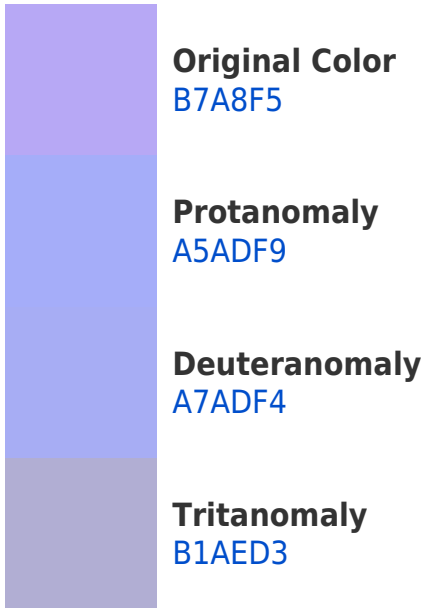 Original Color
B7A8F5
Protanomaly
A5ADF9
Deuteranomaly
A7ADF4
Tritanomaly
B1AED3